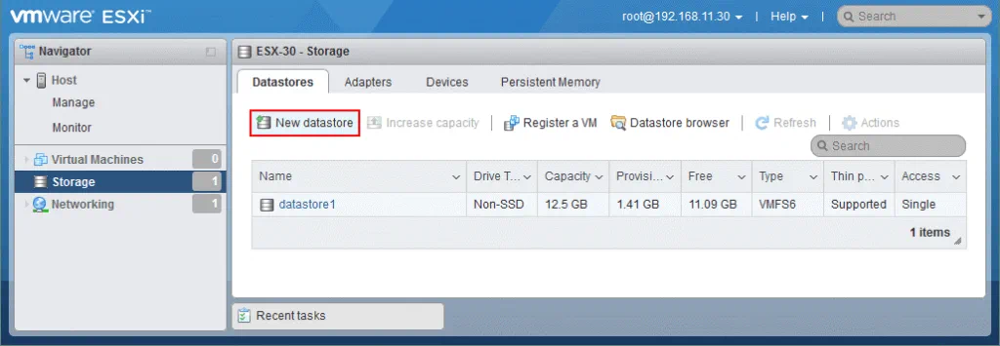 vmware® ESXi™ root@192.168.11.30 | Help | Search
Navigator
Host
Manage
Monitor
Virtual Machines 0
Storage 1
Networking 1
ESX-30 - Storage
Datastores Adapters Devices Persistent Memory
New datastore Increase capacity | Register a VM Datastore browser | Refresh | Actions
Search
Name Drive T... Capacity Provisi... Free Type Thin p... Access
datastore1 Non-SSD 12.5 GB 1.41 GB 11.09 GB VMFS6 Supported Single
1 items
Recent tasks